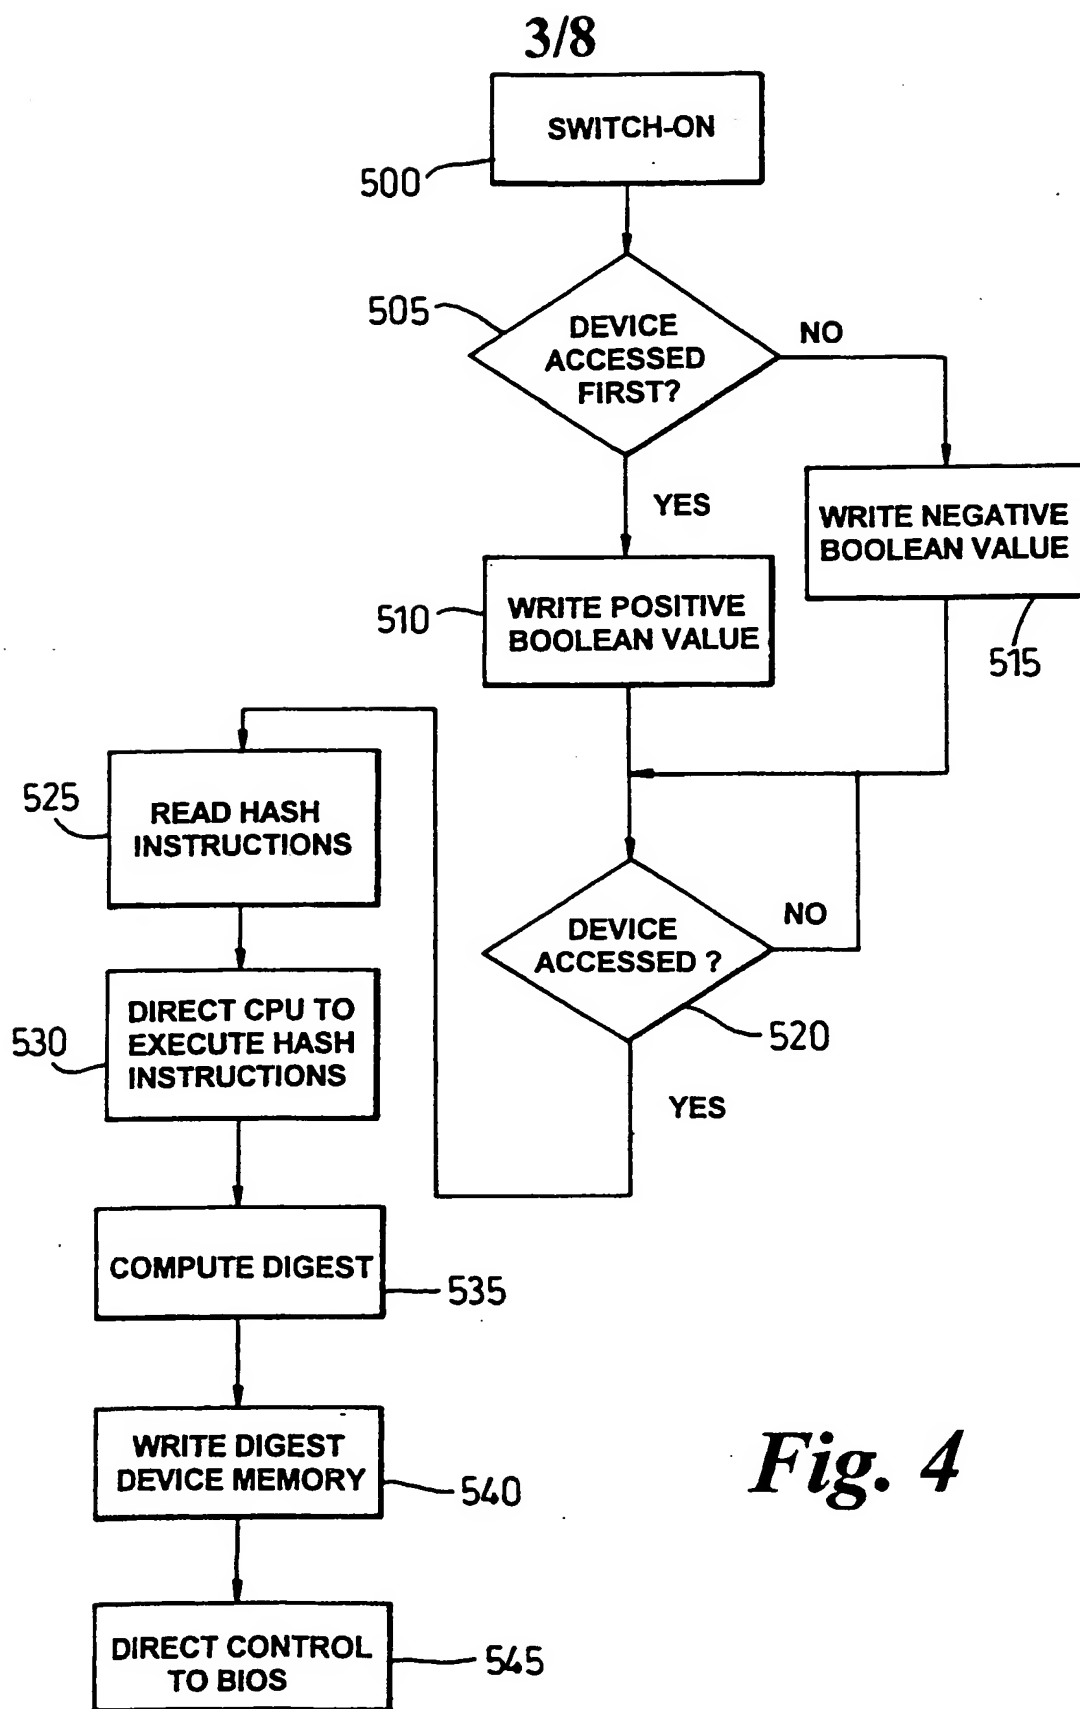 3/8
SWITCH-ON
500
505
DEVICE
ACCESSED
FIRST?
NO
YES
WRITE NEGATIVE
BOOLEAN VALUE
515
510
WRITE POSITIVE
BOOLEAN VALUE
525
READ HASH
INSTRUCTIONS
DEVICE
ACCESSED ?
NO
520
YES
530
DIRECT CPU TO
EXECUTE HASH
INSTRUCTIONS
COMPUTE DIGEST
535
WRITE DIGEST
DEVICE MEMORY
540
DIRECT CONTROL
TO BIOS
545
Fig. 4